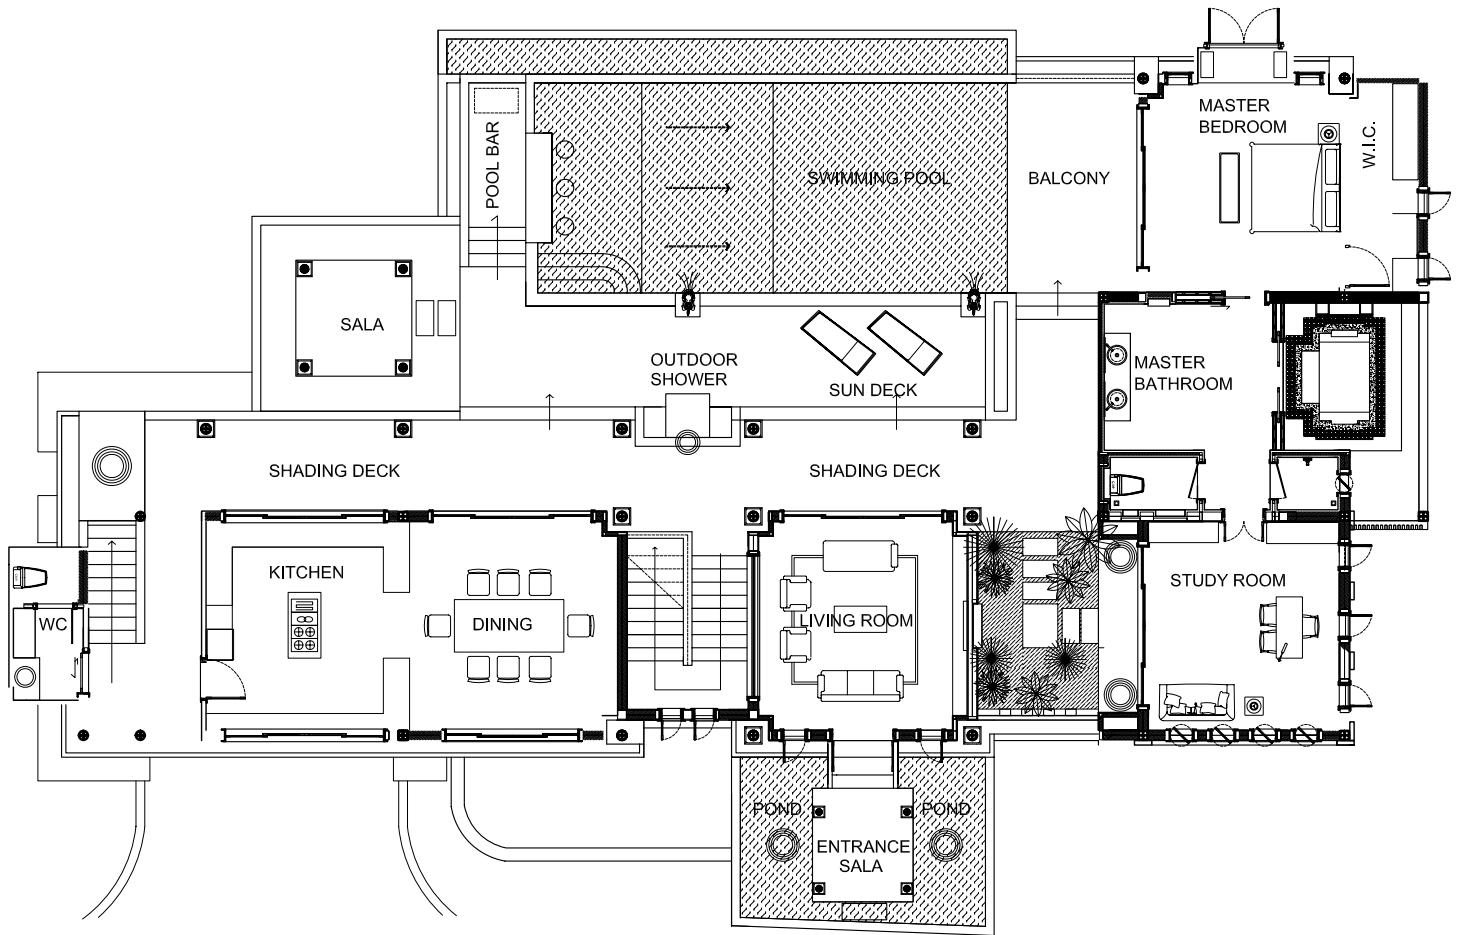 MASTER
BEDROOM
W.I.C.
POOL BAR
SWIMMING POOL
BALCONY
SALA
OUTDOOR
SHOWER
SUN DECK
MASTER
BATHROOM
SHADING DECK
SHADING DECK
KITCHEN
DINING
LIVING ROOM
STUDY ROOM
WC
POND
POND
ENTRANCE
SALA